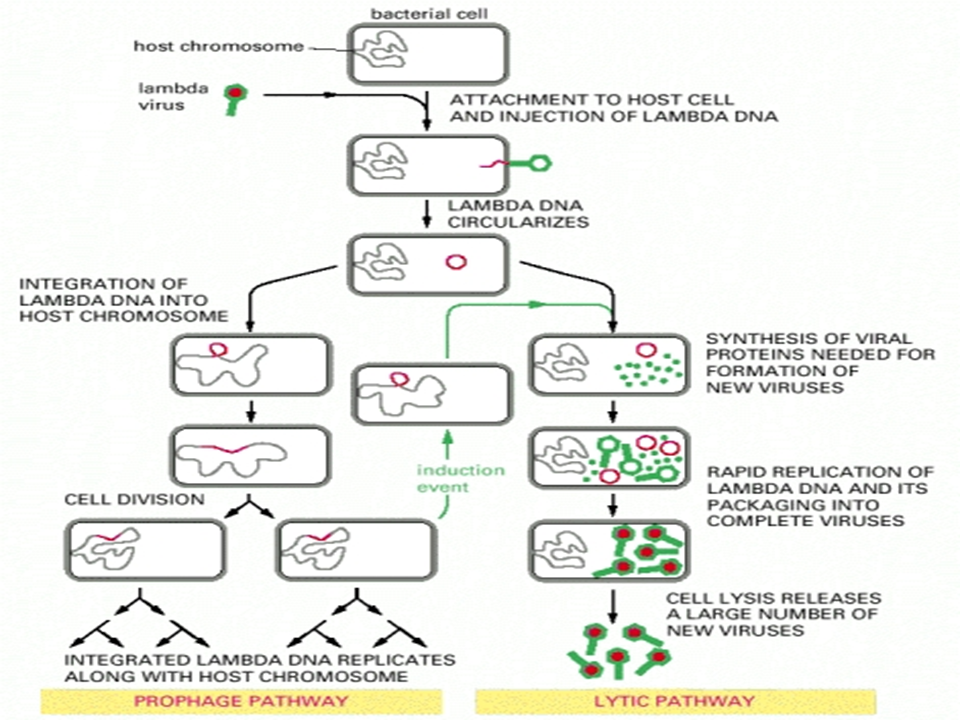 bacterial cell
host chromosome
lambda
virus
ATTACHMENT TO HOST CELL
AND INJECTION OF LAMBDA DNA
LAMBDA DNA
CIRCULARIZES
INTEGRATION OF
LAMBDA DNA INTO
HOST CHROMOSOME
SYNTHESIS OF VIRAL
PROTEINS NEEDED FOR
FORMATION OF
NEW VIRUSES
induction
event
RAPID REPLICATION OF
LAMBDA DNA AND ITS
PACKAGING INTO
COMPLETE VIRUSES
CELL DIVISION
CELL LYSIS RELEASES
A LARGE NUMBER OF
NEW VIRUSES
INTEGRATED LAMBDA DNA REPLICATES
ALONG WITH HOST CHROMOSOME
PROPHAGE PATHWAY
LYTIC PATHWAY